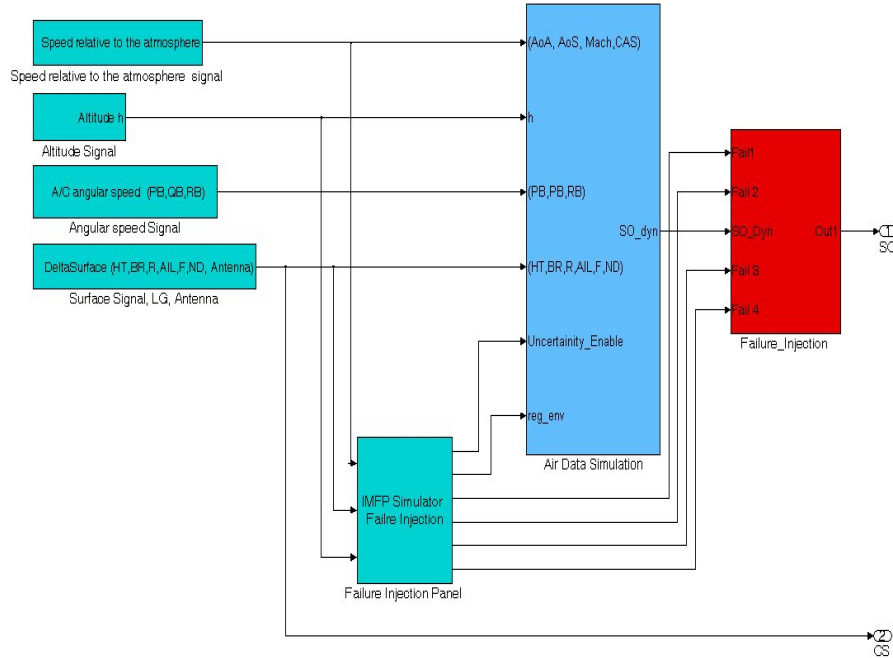 Speed relative to the atmosphere
Speed relative to the atmosphere signal
Altitude h
Altitude Signal
A/C angular speed (PB,QB,RB)
Angular speed Signal
DeltaSurface (HT,BR,R,AIL,F,ND, Antenna)
Surface Signal, LG, Antenna
(AoA, AoS, Mach,CAS)
h
(PB,PB,RB)
SO_dyn
(HT,BR,R,AIL,F,ND)
Uncertainity_Enable
reg_env
Air Data Simulation
IMFP Simulator
Failre Injection
Failure Injection Panel
Fail1
Fail 2
SO_Dyn
Out1
Fail 3
Fail 4
Failure_Injection
1
SO
2
CS